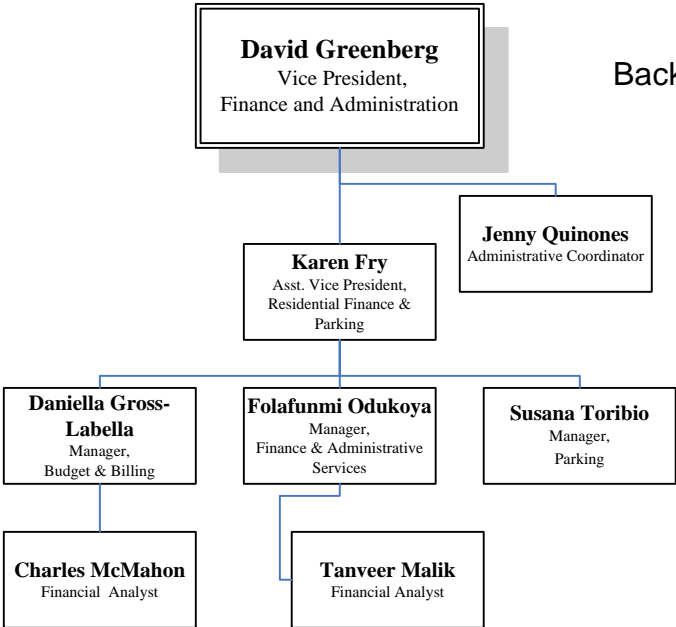 David Greenberg
Vice President,
Finance and Administration
Back
Jenny Quinones
Administrative Coordinator
Karen Fry
Asst. Vice President,
Residential Finance &
Parking
Daniella Gross-
Labella
Manager,
Budget & Billing
Folafunmi Odukoya
Manager,
Finance & Administrative
Services
Susana Toribio
Manager,
Parking
Charles McMahon
Financial Analyst
Tanveer Malik
Financial Analyst